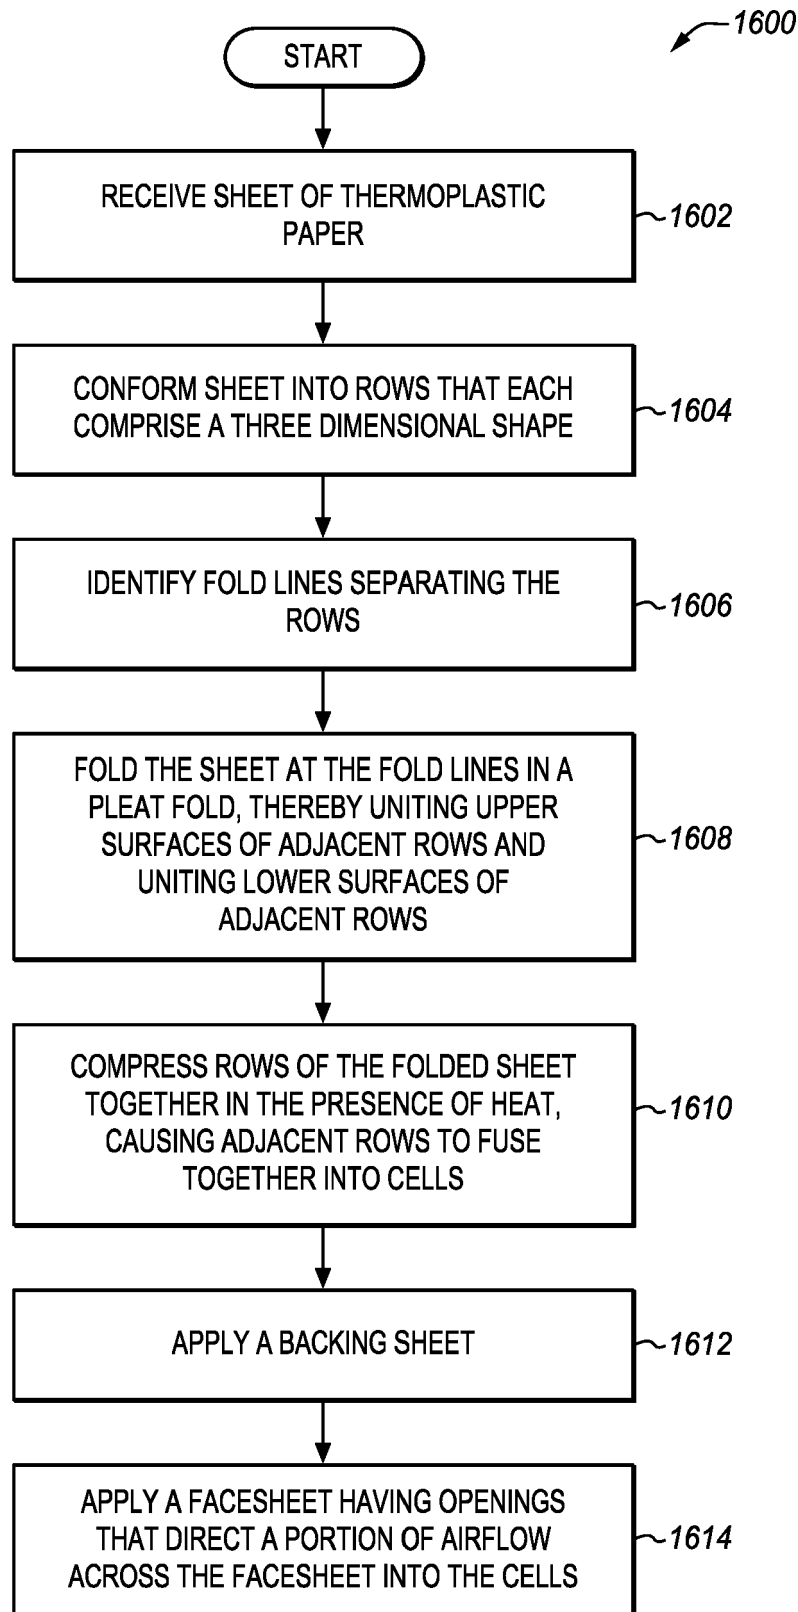 1600
START
RECEIVE SHEET OF THERMOPLASTIC
PAPER
1602
CONFORM SHEET INTO ROWS THAT EACH
COMPRISE A THREE DIMENSIONAL SHAPE
1604
IDENTIFY FOLD LINES SEPARATING THE
ROWS
1606
FOLD THE SHEET AT THE FOLD LINES IN A
PLEAT FOLD, THEREBY UNITING UPPER
SURFACES OF ADJACENT ROWS AND
UNITING LOWER SURFACES OF
ADJACENT ROWS
1608
COMPRESS ROWS OF THE FOLDED SHEET
TOGETHER IN THE PRESENCE OF HEAT,
CAUSING ADJACENT ROWS TO FUSE
TOGETHER INTO CELLS
1610
APPLY A BACKING SHEET
1612
APPLY A FACESHEET HAVING OPENINGS
THAT DIRECT A PORTION OF AIRFLOW
ACROSS THE FACESHEET INTO THE CELLS
1614